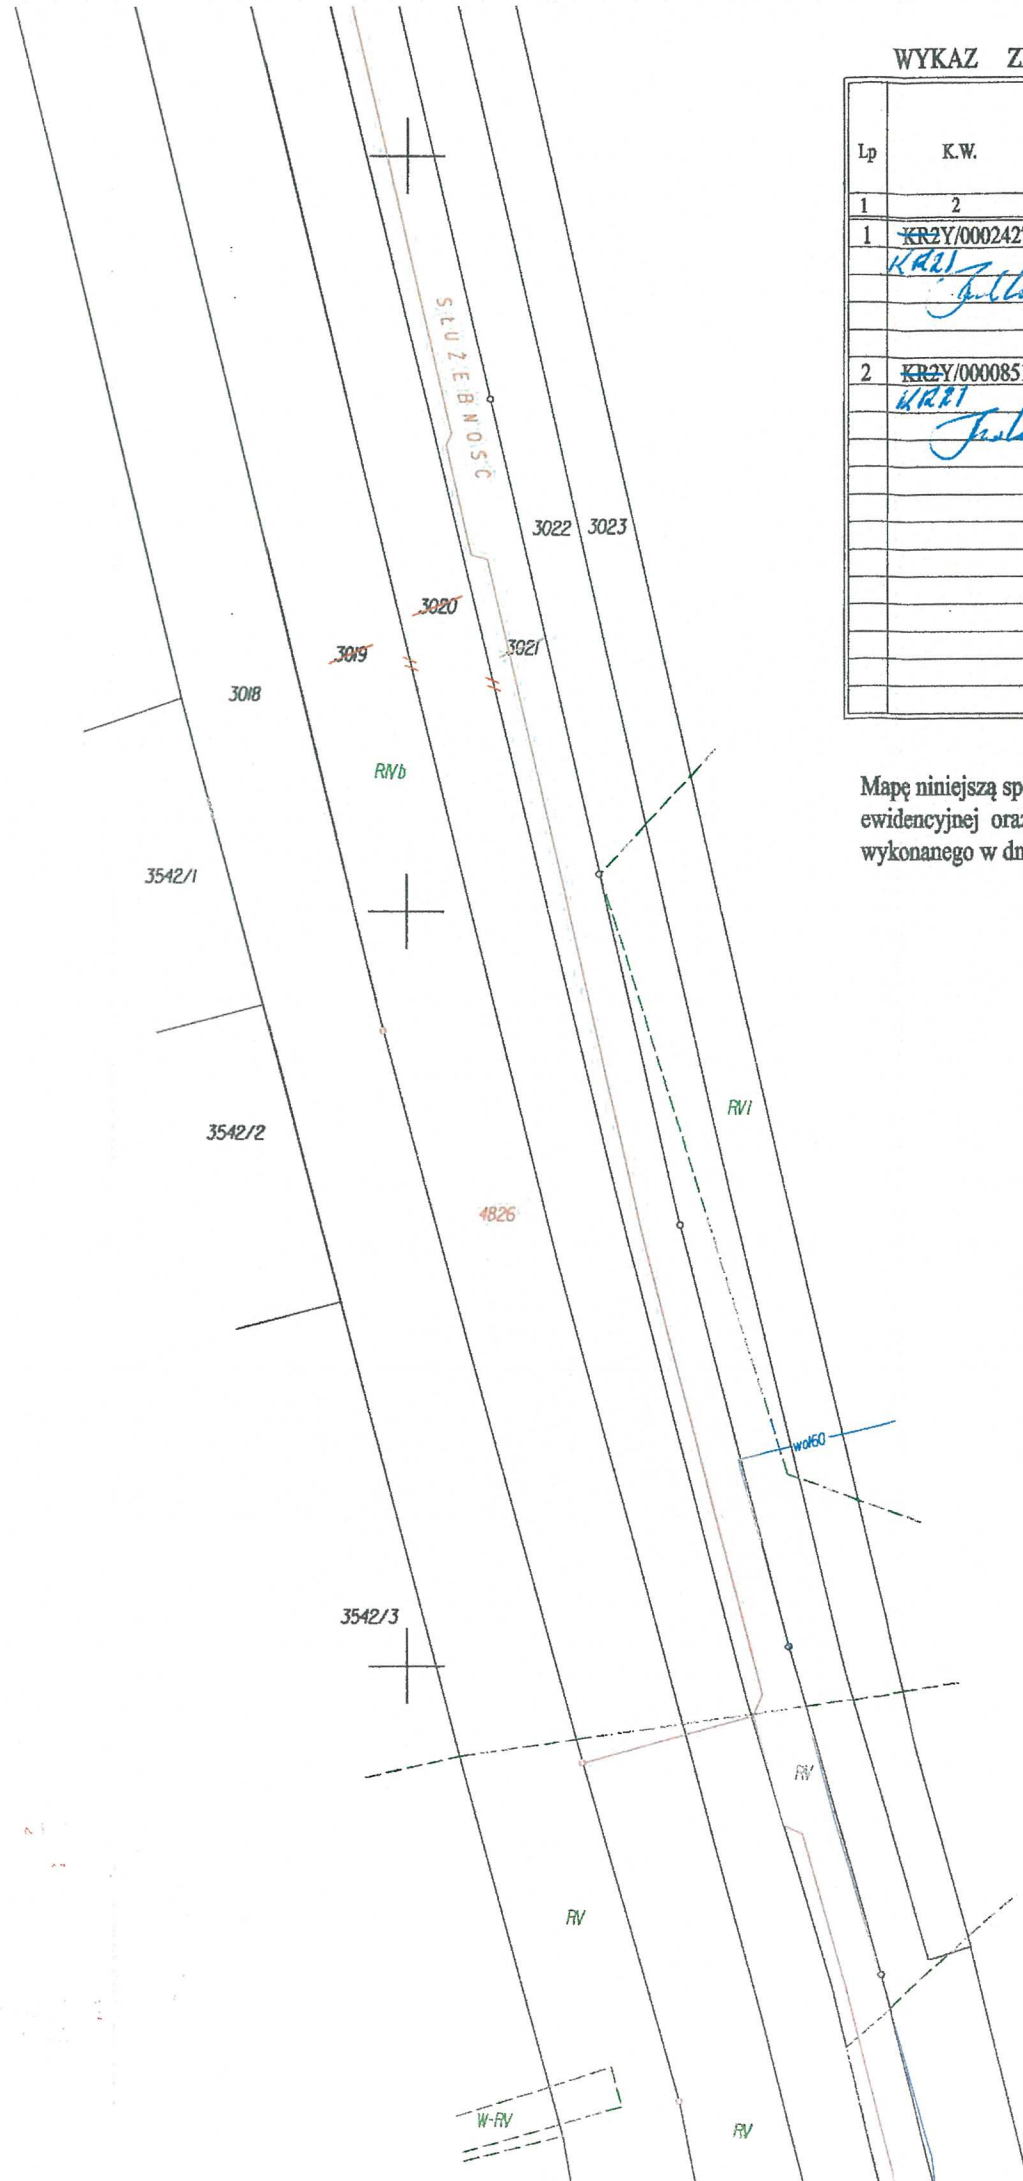 WYKAZ Z
Lp K.W.
1 2
1 KR2Y/000242
KR21
2 KR2Y/000085
KR21
SŁUŻEBNOŚĆ
3022 3023
3020
3021
3019
3018
RIVb
Mapę niniejszą sp
ewidencyjnej ora
wykonanego w dn
3542/1
RVI
3542/2
4826
wo160
3542/3
RV
RV
W-RV
RV